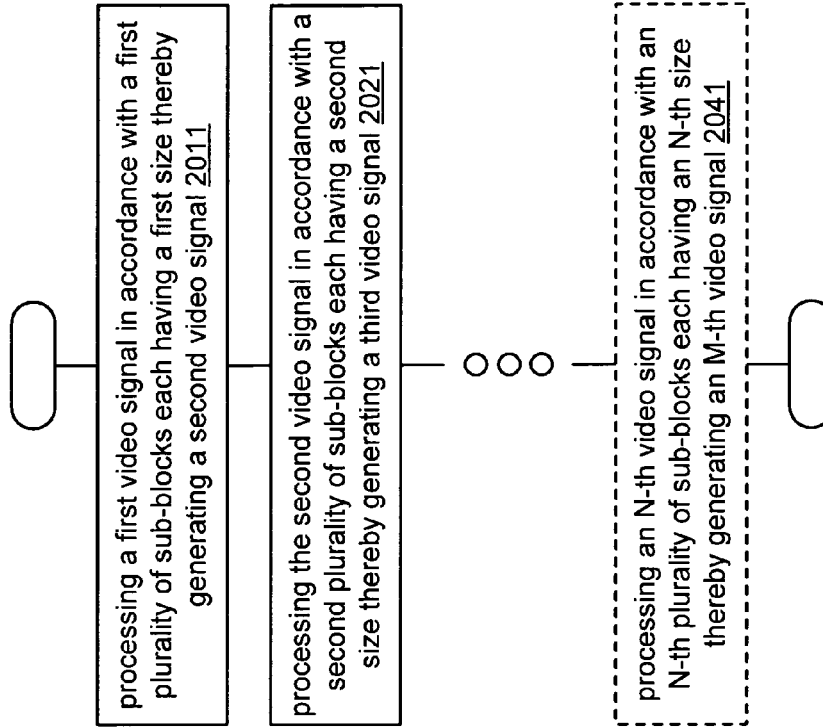 processing a first video signal in accordance with a first
plurality of sub-blocks each having a first size thereby
generating a second video signal 2011
processing the second video signal in accordance with a
second plurality of sub-blocks each having a second
size thereby generating a third video signal 2021
processing an N-th video signal in accordance with an
N-th plurality of sub-blocks each having an N-th size
thereby generating an M-th video signal 2041